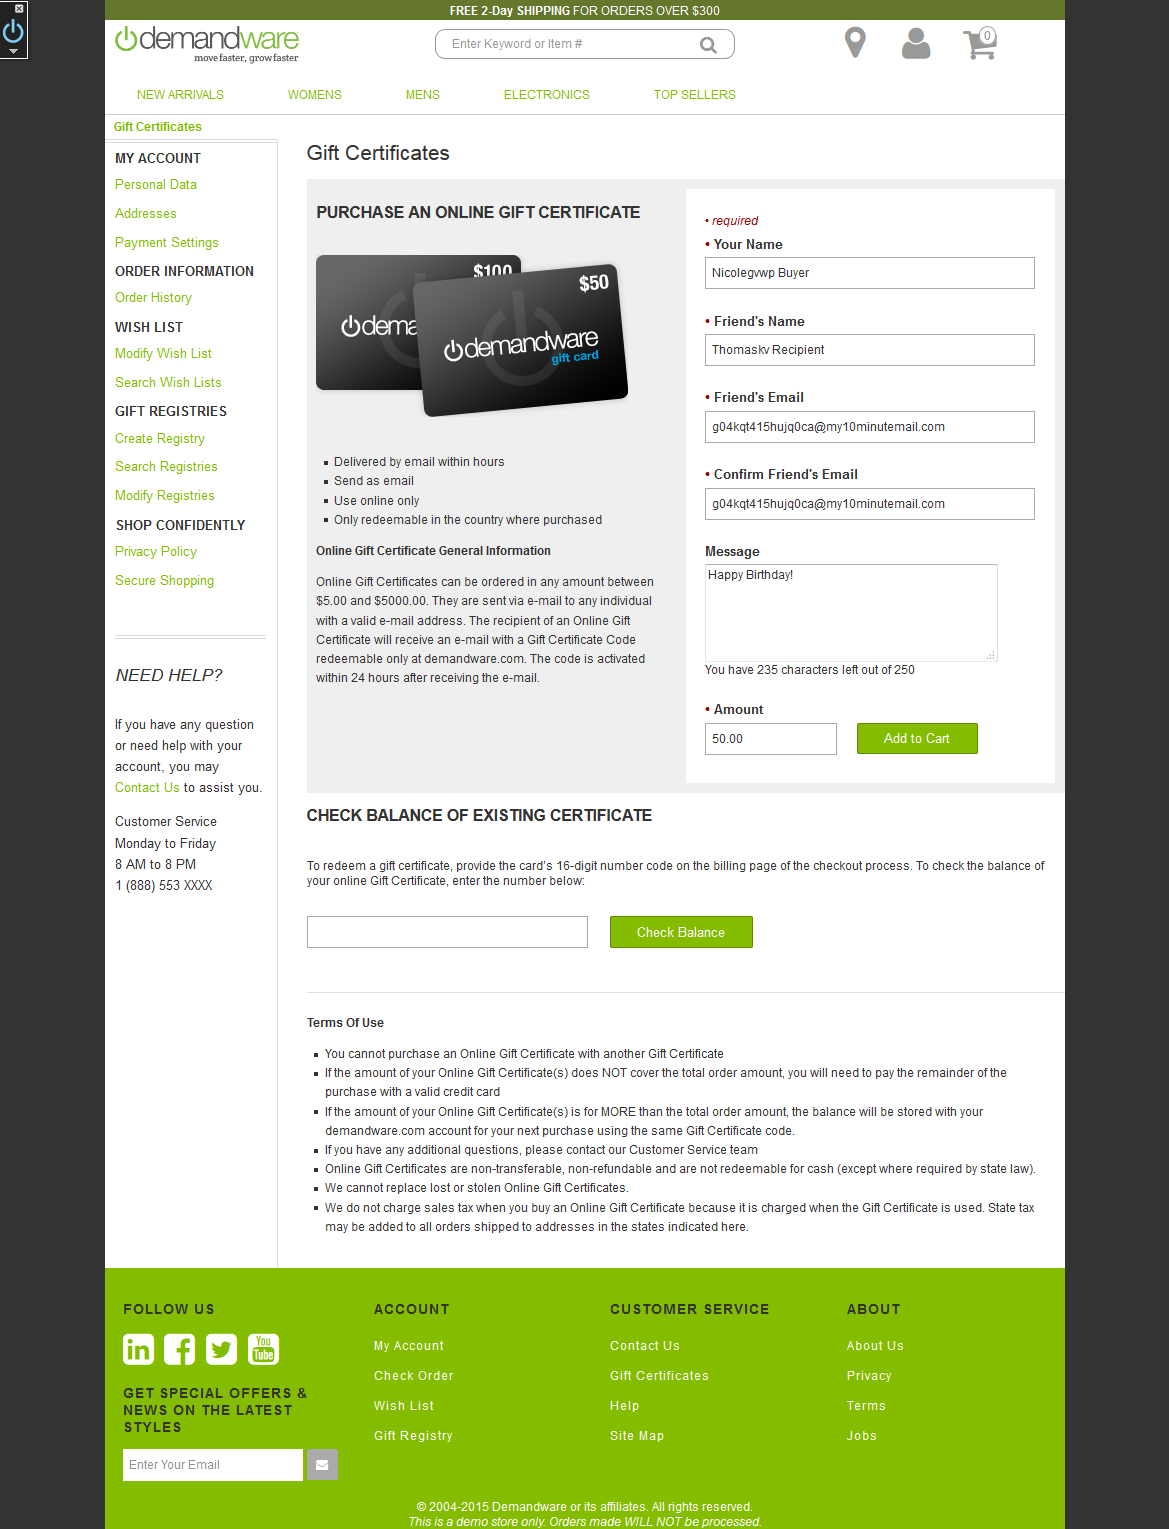 FREE 2-Day SHIPPING FOR ORDERS OVER $300
demandware
move faster, grow faster
Enter Keyword or Item #
0
NEW ARRIVALS WOMENS MENS ELECTRONICS TOP SELLERS
Gift Certificates
MY ACCOUNT
Personal Data
Addresses
Payment Settings
ORDER INFORMATION
Order History
WISH LIST
Modify Wish List
Search Wish Lists
GIFT REGISTRIES
Create Registry
Search Registries
Modify Registries
SHOP CONFIDENTLY
Privacy Policy
Secure Shopping
NEED HELP?
If you have any question
or need help with your
account, you may
Contact Us to assist you.
Customer Service
Monday to Friday
8 AM to 8 PM
1 (888) 553 XXXX
Gift Certificates
PURCHASE AN ONLINE GIFT CERTIFICATE
$100
dema
$50
demandware
gift card
Delivered by email within hours
Send as email
Use online only
Only redeemable in the country where purchased
Online Gift Certificate General Information
Online Gift Certificates can be ordered in any amount between
$5.00 and $5000.00. They are sent via e-mail to any individual
with a valid e-mail address. The recipient of an Online Gift
Certificate will receive an e-mail with a Gift Certificate Code
redeemable only at demandware.com. The code is activated
within 24 hours after receiving the e-mail.
• required
• Your Name
Nicolegvwp Buyer
• Friend's Name
Thomaskv Recipient
• Friend's Email
g04kqt415hujq0ca@my10minutemail.com
• Confirm Friend's Email
g04kqt415hujq0ca@my10minutemail.com
Message
Happy Birthday!
You have 235 characters left out of 250
• Amount
50.00
Add to Cart
CHECK BALANCE OF EXISTING CERTIFICATE
To redeem a gift certificate, provide the card's 16-digit number code on the billing page of the checkout process. To check the balance of
your online Gift Certificate, enter the number below:
Check Balance
Terms Of Use
You cannot purchase an Online Gift Certificate with another Gift Certificate
If the amount of your Online Gift Certificate(s) does NOT cover the total order amount, you will need to pay the remainder of the
purchase with a valid credit card
If the amount of your Online Gift Certificate(s) is for MORE than the total order amount, the balance will be stored with your
demandware.com account for your next purchase using the same Gift Certificate code.
If you have any additional questions, please contact our Customer Service team
Online Gift Certificates are non-transferable, non-refundable and are not redeemable for cash (except where required by state law).
We cannot replace lost or stolen Online Gift Certificates.
We do not charge sales tax when you buy an Online Gift Certificate because it is charged when the Gift Certificate is used. State tax
may be added to all orders shipped to addresses in the states indicated here.
FOLLOW US
in
You
Tube
GET SPECIAL OFFERS &
NEWS ON THE LATEST
STYLES
Enter Your Email
ACCOUNT
My Account
Check Order
Wish List
Gift Registry
CUSTOMER SERVICE
Contact Us
Gift Certificates
Help
Site Map
ABOUT
About Us
Privacy
Terms
Jobs
© 2004-2015 Demandware or its affiliates. All rights reserved.
This is a demo store only. Orders made WILL NOT be processed.